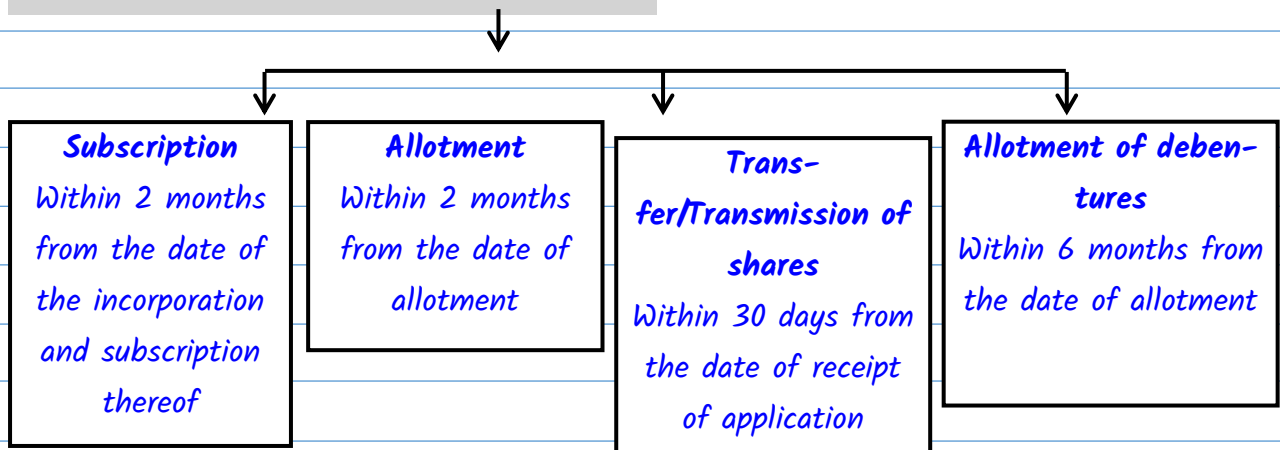 Subscription
Within 2 months
from the date of
the incorporation
and subscription
thereof
Allotment
Within 2 months
from the date of
allotment
Trans-
fer/Transmission of
shares
Within 30 days from
the date of receipt
of application
Allotment of deben-
tures
Within 6 months from
the date of allotment